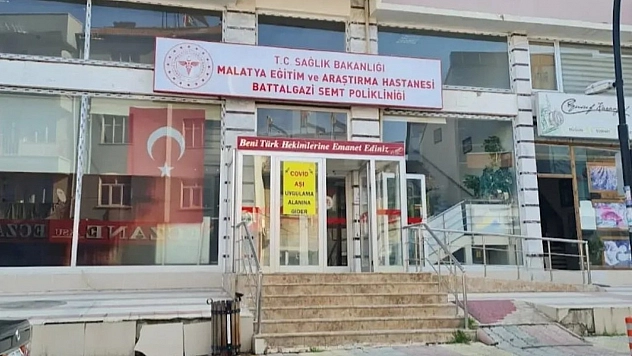 T.C. SAĞLIK BAKANLIĞI
MALATYA EĞİTİM ve ARAŞTIRMA HASTANESİ
BATTALGAZİ SEMT POLİKLİNİĞİ
Beni Türk Hekimlerine Emanet Ediniz
COVID
AŞI
UYGULAMA
ALANINA
GİDER